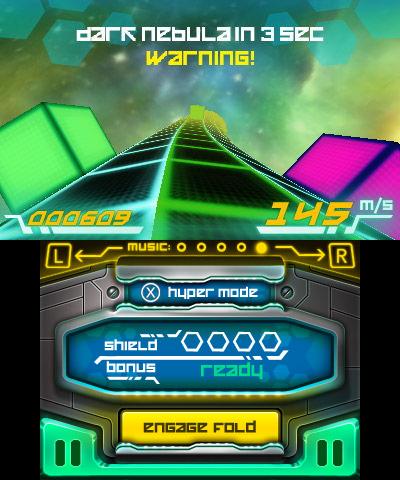 DARK NEBULA IN 3 SEC
WARNING!
000609
145 m/s
L
MUSIC:
R
X HYPER MODE
SHIELD
BONUS READY
ENGAGE FOLD